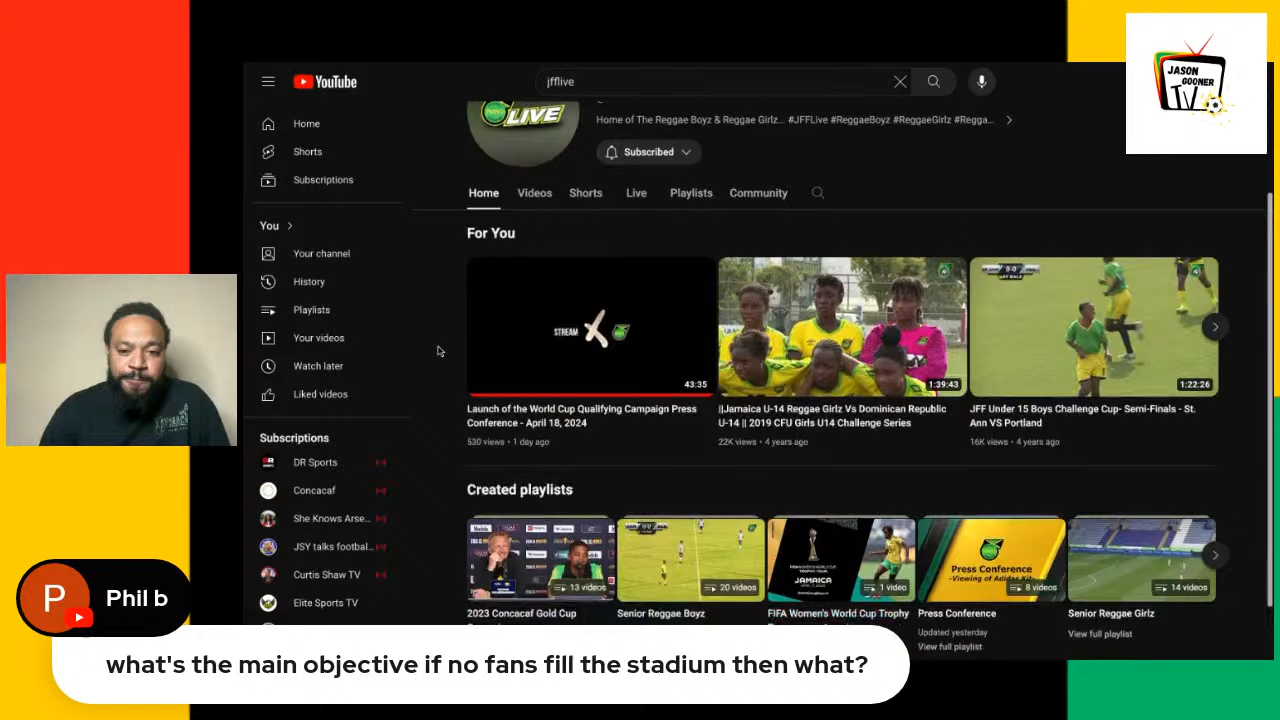 YouTube
jfflive
JASON
GOONER
TV
LIVE
Home of The Reggae Boyz & Reggae Girlz... #JFFLive #ReggaeBoyz #ReggaeGirlz #Regga...
Subscribed
Home
Shorts
Subscriptions
You
Your channel
History
Playlists
Your videos
Watch later
Liked videos
Subscriptions
DR Sports
Concacaf
She Knows Arse...
JSY talks footbal...
Curtis Shaw TV
Elite Sports TV
Home Videos Shorts Live Playlists Community
For You
STREAM
43:35
1:39:43
0-0
1:22:26
Launch of the World Cup Qualifying Campaign Press
Conference - April 18, 2024
530 views • 1 day ago
||Jamaica U-14 Reggae Girlz Vs Dominican Republic
U-14 || 2019 CFU Girls U14 Challenge Series
22K views • 4 years ago
JFF Under 15 Boys Challenge Cup- Semi-Finals - St.
Ann VS Portland
16K views • 4 years ago
Created playlists
13 videos
20 videos
JAMAICA
1 video
Press Conference
-Viewing of Adidas Kit-
8 videos
14 videos
2023 Concacaf Gold Cup
Senior Reggae Boyz
FIFA Women's World Cup Trophy
Press Conference
Updated yesterday
View full playlist
Senior Reggae Girlz
View full playlist
P
Phil b
what's the main objective if no fans fill the stadium then what?